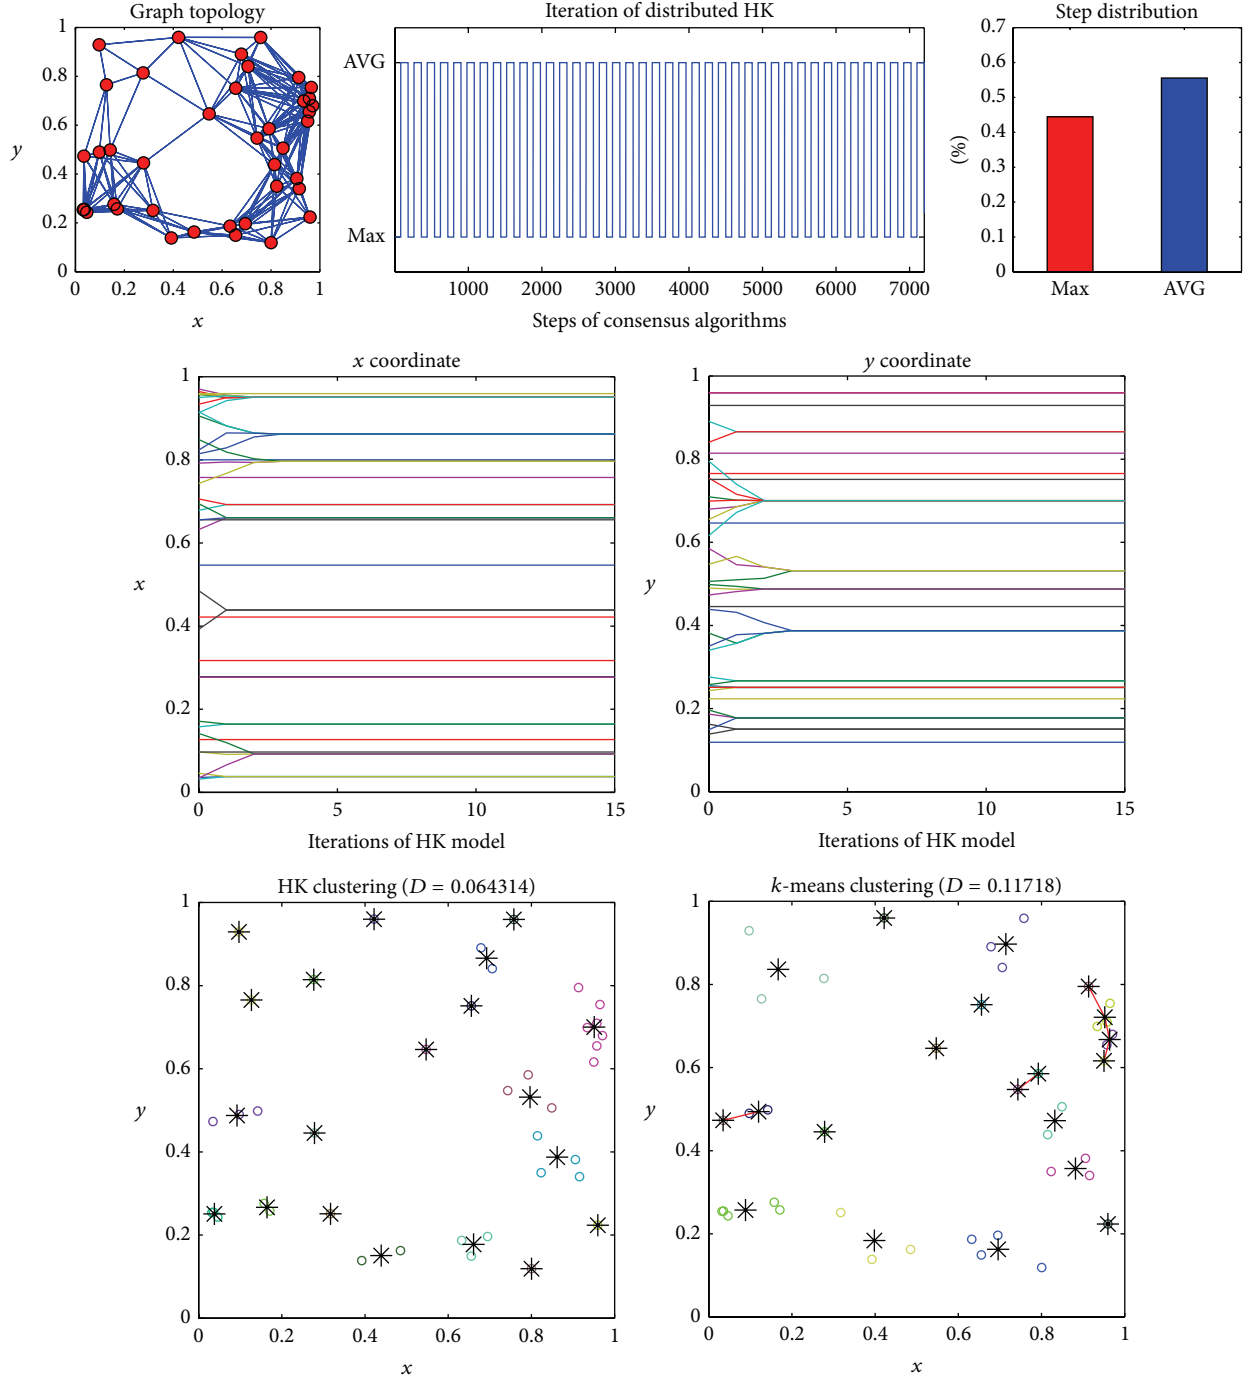 Graph topology
1
0.8
0.6
y
0.4
0.2
0
0 0.2 0.4 0.6 0.8 1
x
Iteration of distributed HK
AVG
Max
1000 2000 3000 4000 5000 6000 7000
Steps of consensus algorithms
Step distribution
0.7
0.6
0.5
0.4
(%)
0.3
0.2
0.1
0
Max AVG
x coordinate
1
0.8
0.6
x
0.4
0.2
0
0 5 10 15
Iterations of HK model
y coordinate
1
0.8
0.6
y
0.4
0.2
0
0 5 10 15
Iterations of HK model
HK clustering (D = 0.064314)
1
0.8
0.6
y
0.4
0.2
0
0 0.2 0.4 0.6 0.8 1
x
k-means clustering (D = 0.11718)
1
0.8
0.6
y
0.4
0.2
0
0 0.2 0.4 0.6 0.8 1
x